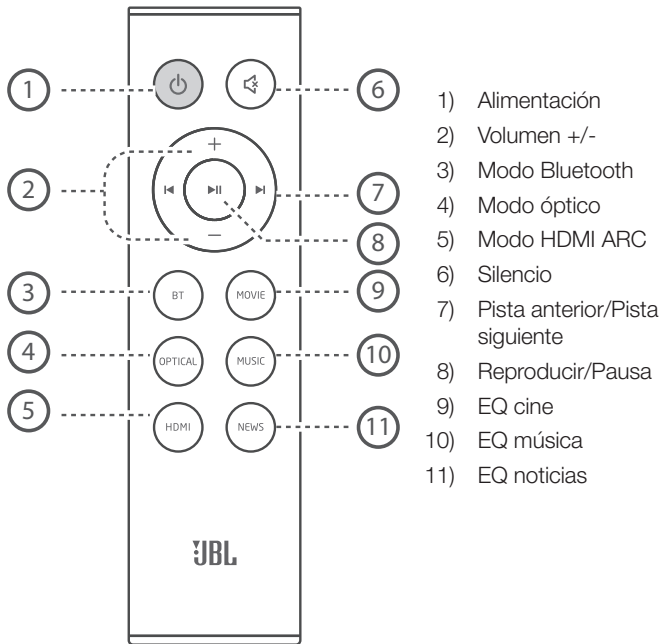 1
6
2
7
8
3
BT
MOVIE
9
4
OPTICAL
MUSIC
10
5
HDMI
NEWS
11
JBL
1) Alimentación
2) Volumen +/-
3) Modo Bluetooth
4) Modo óptico
5) Modo HDMI ARC
6) Silencio
7) Pista anterior/Pista
siguiente
8) Reproducir/Pausa
9) EQ cine
10) EQ música
11) EQ noticias